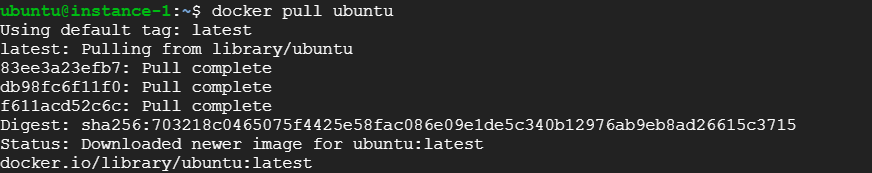 ubuntu@instance-1:~$ docker pull ubuntu
Using default tag: latest
latest: Pulling from library/ubuntu
83ee3a23efb7: Pull complete
db98fc6f11f0: Pull complete
f611acd52c6c: Pull complete
Digest: sha256:703218c0465075f4425e58fac086e09e1de5c340b12976ab9eb8ad26615c3715
Status: Downloaded newer image for ubuntu:latest
docker.io/library/ubuntu:latest